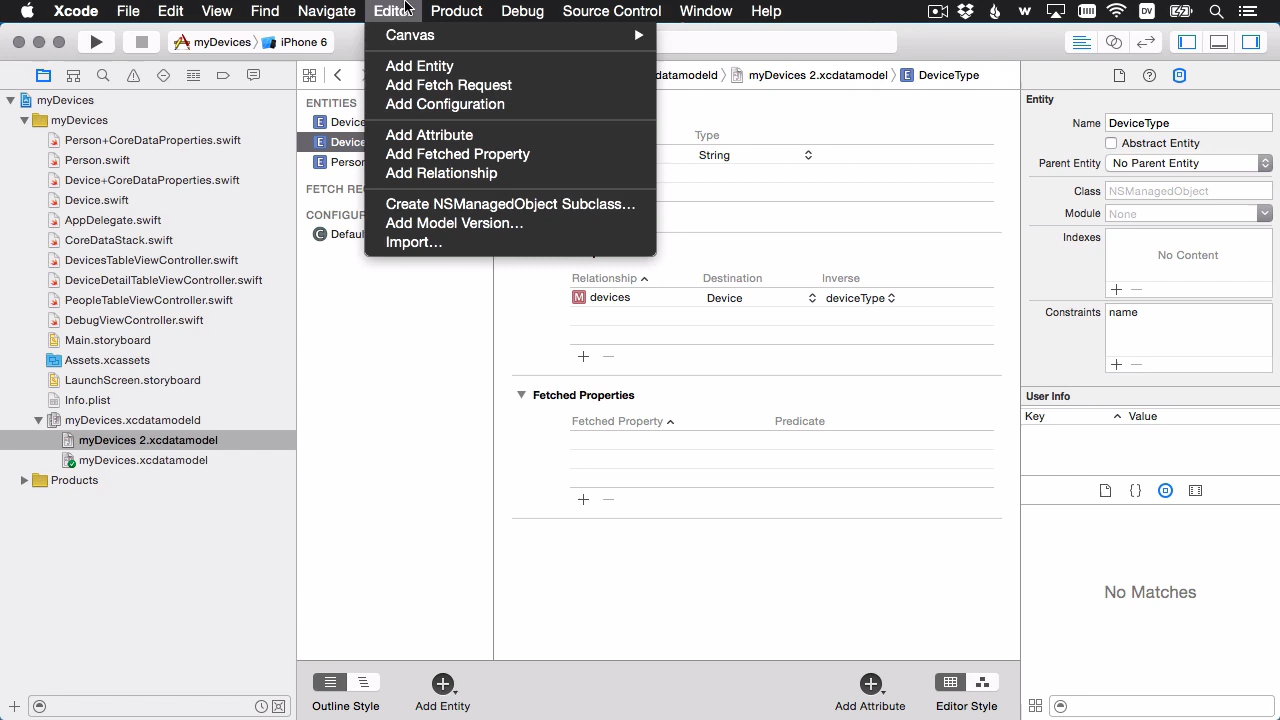 Xcode File Edit View Find Navigate Editor Product Debug Source Control Window Help
myDevices iPhone 6
Canvas
Add Entity
Add Fetch Request
Add Configuration
Add Attribute
Add Fetched Property
Add Relationship
Create NSManagedObject Subclass...
Add Model Version...
Import...
myDevices
myDevices
Person+CoreDataProperties.swift
Person.swift
Device+CoreDataProperties.swift
Device.swift
AppDelegate.swift
CoreDataStack.swift
DevicesTableViewController.swift
DeviceDetailTableViewController.swift
PeopleTableViewController.swift
DebugViewController.swift
Main.storyboard
Assets.xcassets
LaunchScreen.storyboard
Info.plist
myDevices.xcdatamodeld
myDevices 2.xcdatamodel
myDevices.xcdatamodel
Products
ENTITIES
E Device
E Device
E Person
FETCH RE
CONFIGU
C Defau
datamodeld myDevices 2.xcdatamodel E DeviceType
Type
String
Relationship Destination Inverse
M devices Device deviceType
Fetched Properties
Fetched Property Predicate
Outline Style Add Entity Add Attribute Editor Style
Entity
Name DeviceType
Abstract Entity
Parent Entity No Parent Entity
Class NSManagedObject
Module None
Indexes
No Content
Constraints name
User Info
Key Value
No Matches